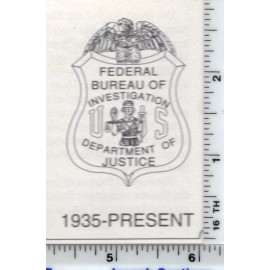 FEDERAL
BUREAU OF
INVESTIGATION
U S
DEPARTMENT OF
JUSTICE
1935-PRESENT
1
2
16 TH
5
6